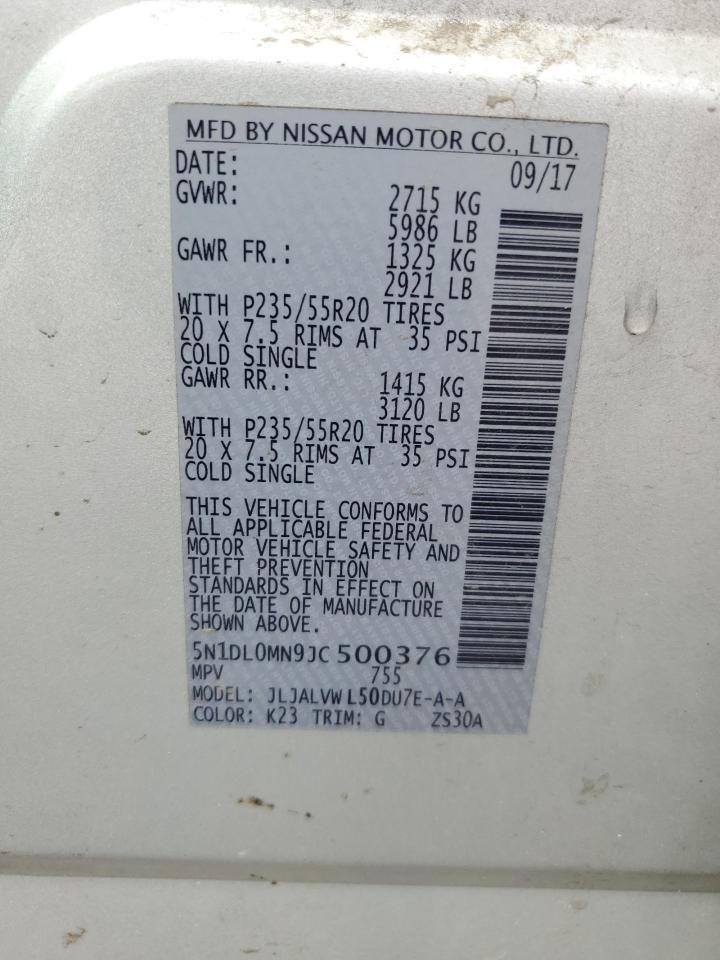 MFD BY NISSAN MOTOR CO., LTD.
DATE: 09/17
GVWR: 2715 KG
5986 LB
GAWR FR.: 1325 KG
2921 LB
WITH P235/55R20 TIRES
20 X 7.5 RIMS AT 35 PSI
COLD SINGLE
GAWR RR.: 1415 KG
3120 LB
WITH P235/55R20 TIRES
20 X 7.5 RIMS AT 35 PSI
COLD SINGLE
THIS VEHICLE CONFORMS TO
ALL APPLICABLE FEDERAL
MOTOR VEHICLE SAFETY AND
THEFT PREVENTION
STANDARDS IN EFFECT ON
THE DATE OF MANUFACTURE
SHOWN ABOVE.
5N1DL0MN9JC 500376
MPV 755
MODEL: JLJALVW L50DU7E-A-A
COLOR: K23 TRIM: G ZS30A